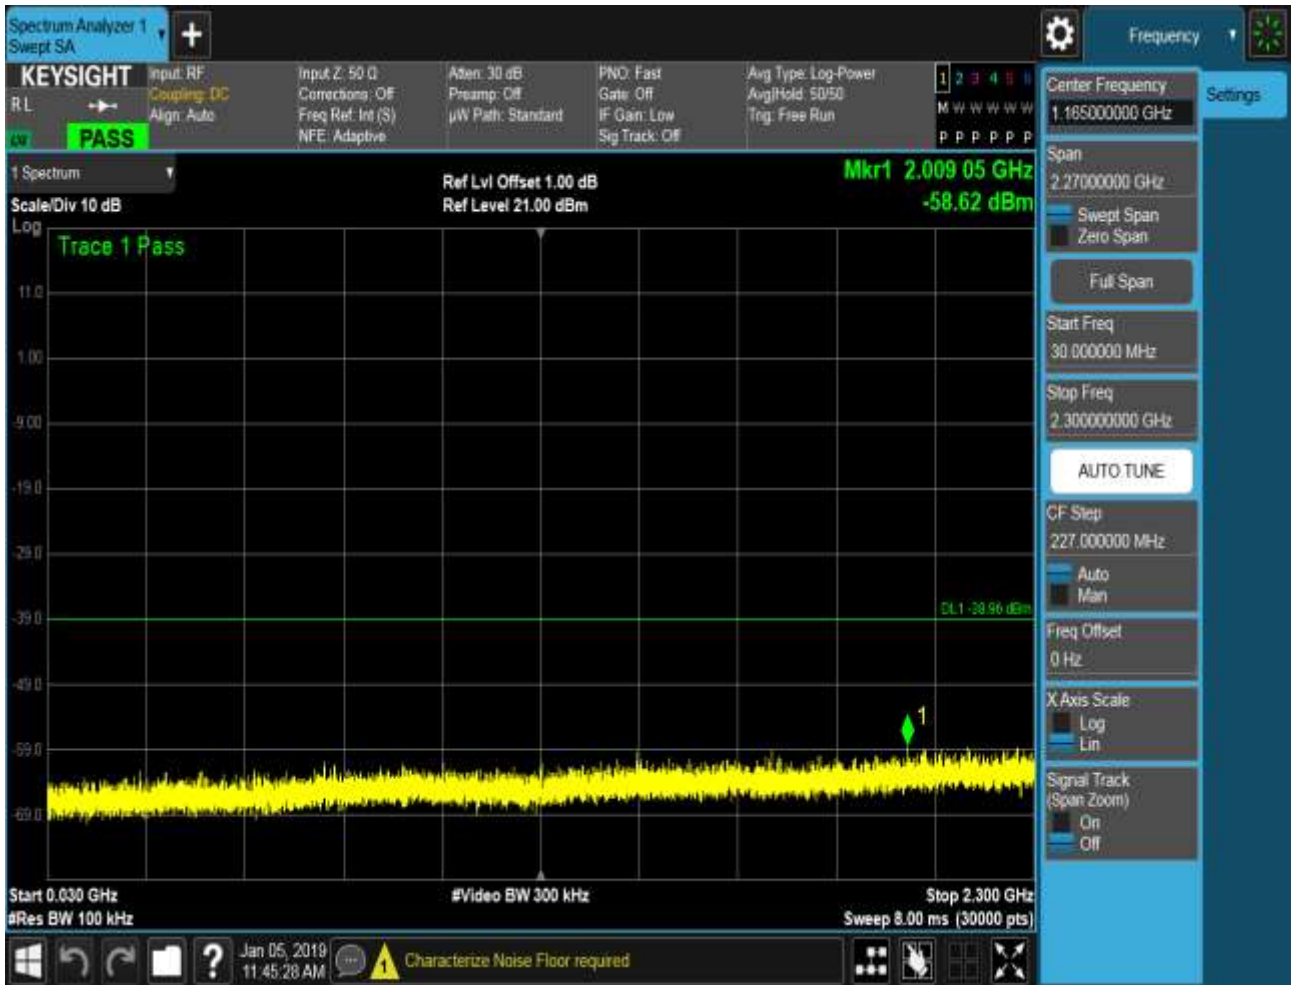 Spectrum Analyzer 1
Swept SA
+
Frequency
KEYSIGHT
RL
PASS
Input: RF
Coupling: DC
Align: Auto
Input Z: 50 Ω
Corrections: Off
Freq Ref: Int (S)
NFE: Adaptive
Atten: 30 dB
Preamp: Off
µW Path: Standard
PNO: Fast
Gate: Off
IF Gain: Low
Sig Track: Off
Avg Type: Log-Power
Avg|Hold: 50/50
Trig: Free Run
1 2 3 4 5 6
M W W W W W
P P P P P P
1 Spectrum
Scale/Div 10 dB
Ref Lvl Offset 1.00 dB
Ref Level 21.00 dBm
Mkr1 2.009 05 GHz
-58.62 dBm
Log
Trace 1 Pass
11.0
1.00
-9.00
-19.0
-29.0
-39.0
DL1 -38.96 dBm
-49.0
1
-59.0
-69.0
Start 0.030 GHz
#Video BW 300 kHz
Stop 2.300 GHz
#Res BW 100 kHz
Sweep 8.00 ms (30000 pts)
Center Frequency
1.165000000 GHz
Settings
Span
2.27000000 GHz
Swept Span
Zero Span
Full Span
Start Freq
30.000000 MHz
Stop Freq
2.300000000 GHz
AUTO TUNE
CF Step
227.000000 MHz
Auto
Man
Freq Offset
0 Hz
X Axis Scale
Log
Lin
Signal Track
(Span Zoom)
On
Off
?
Jan 05, 2019
11:45:28 AM
1
Characterize Noise Floor required